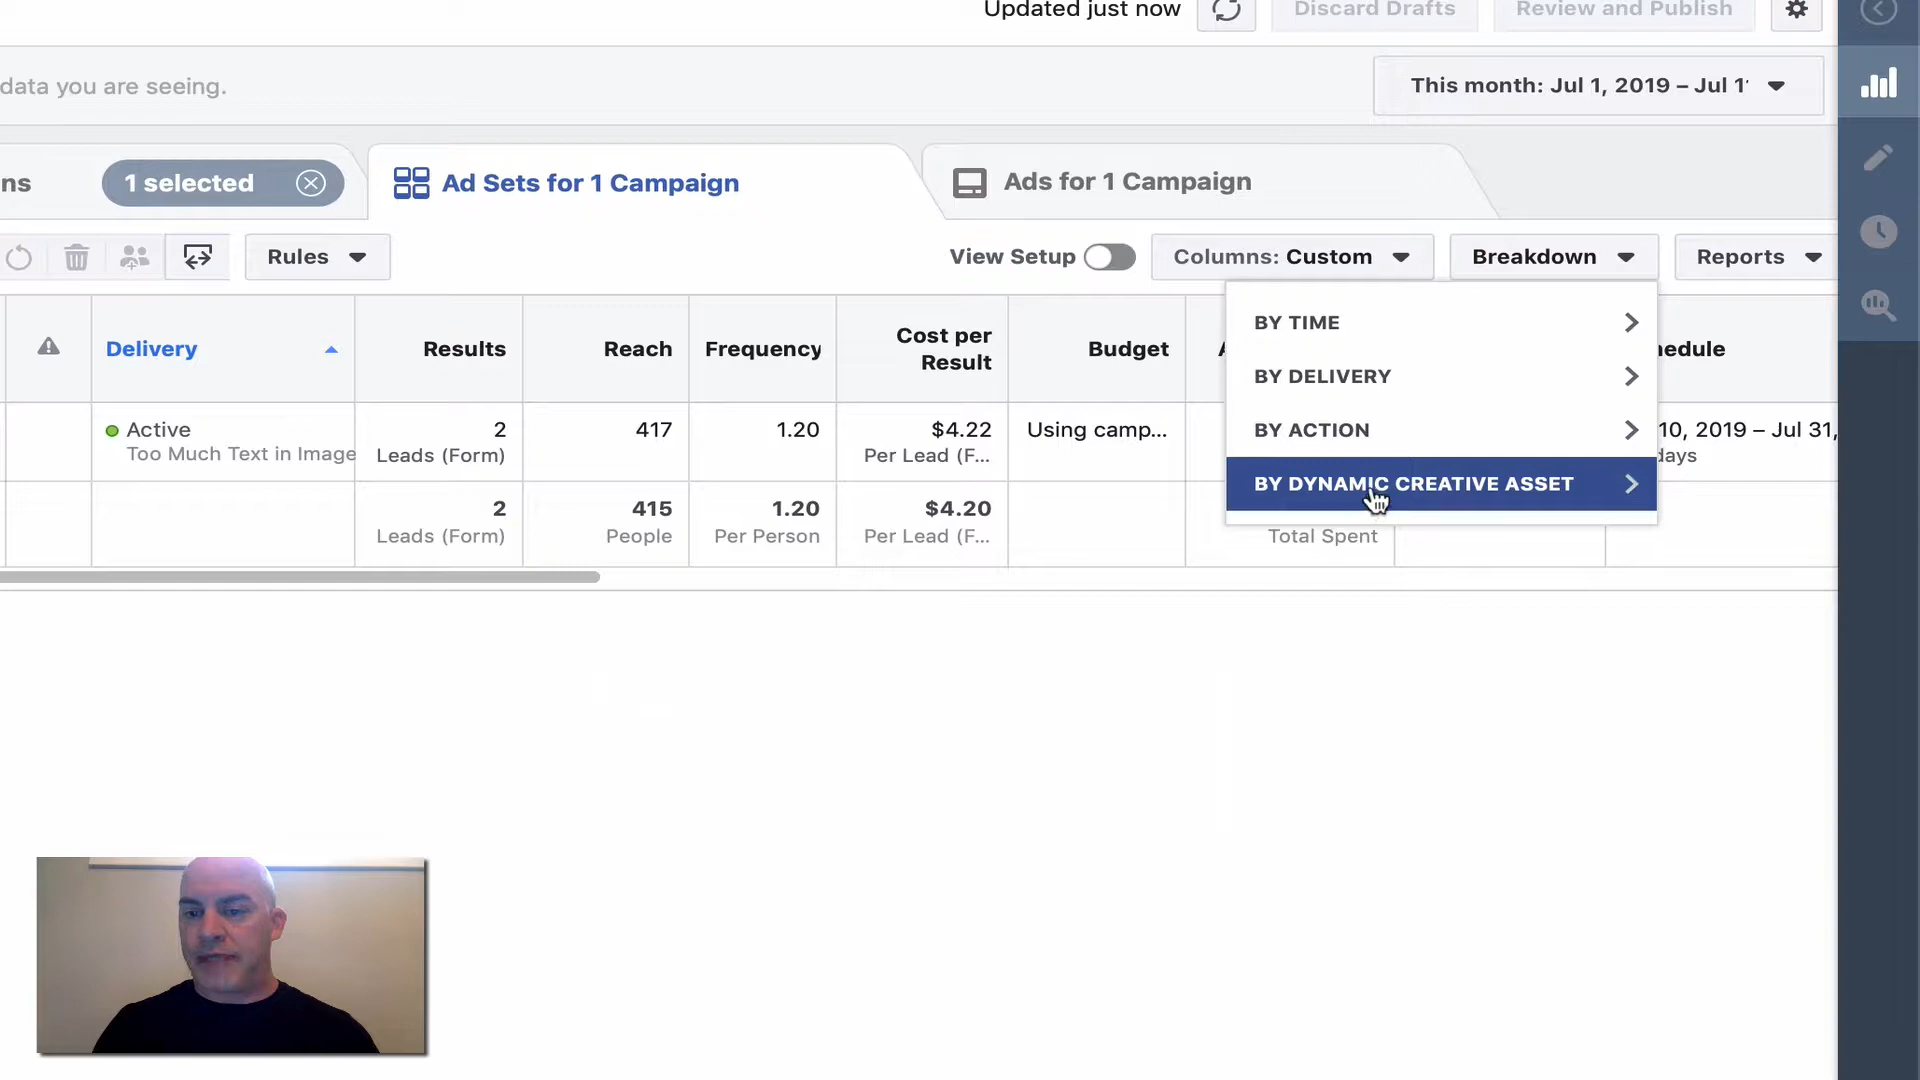 Updated just now
Discard Drafts
Review and Publish
data you are seeing.
This month: Jul 1, 2019 – Jul 1
ns
1 selected
Ad Sets for 1 Campaign
Ads for 1 Campaign
Rules
View Setup
Columns: Custom
Breakdown
Reports
Delivery
Results
Reach
Frequency
Cost per
Result
Budget
hedule
BY TIME
BY DELIVERY
BY ACTION
BY DYNAMIC CREATIVE ASSET
Active
Too Much Text in Image
2
Leads (Form)
417
1.20
$4.22
Per Lead (F...
Using camp...
10, 2019 – Jul 31,
days
2
Leads (Form)
415
People
1.20
Per Person
$4.20
Per Lead (F...
Total Spent